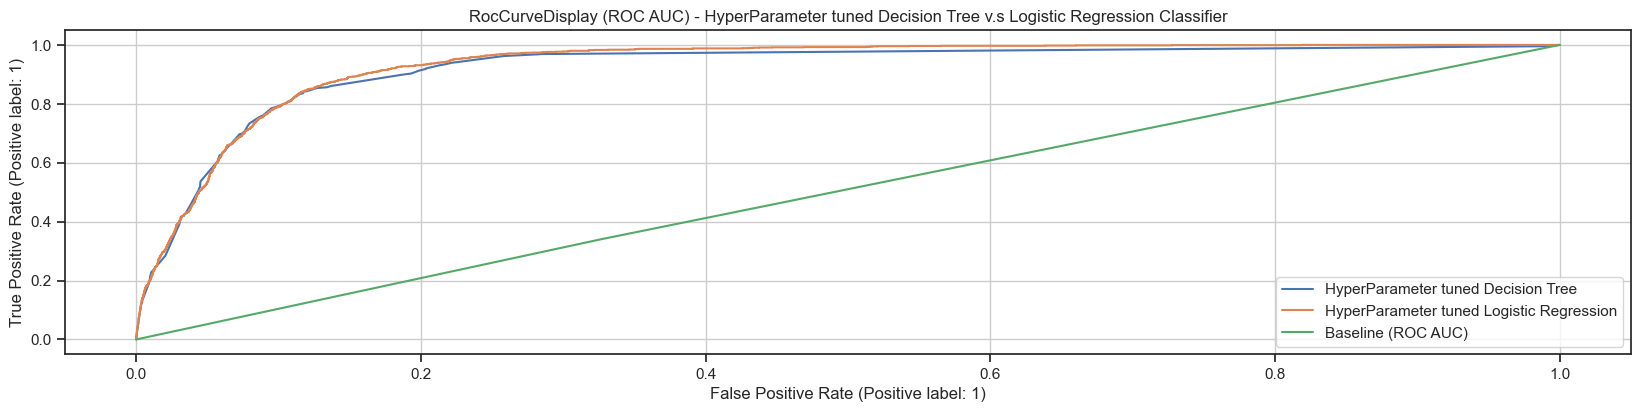 RocCurveDisplay (ROC AUC) - HyperParameter tuned Decision Tree v.s Logistic Regression Classifier
True Positive Rate (Positive label: 1)
1.0
0.8
0.6
0.4
0.2
0.0
HyperParameter tuned Decision Tree
HyperParameter tuned Logistic Regression
Baseline (ROC AUC)
0.0 0.2 0.4 0.6 0.8 1.0
False Positive Rate (Positive label: 1)